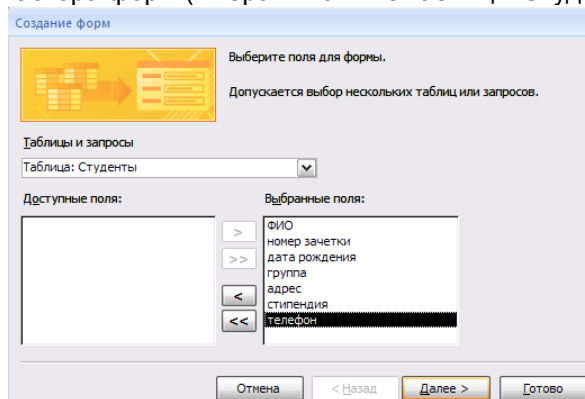 Создание форм
Выберите поля для формы.
Допускается выбор нескольких таблиц или запросов.
Таблицы и запросы
Таблица: Студенты
Доступные поля:
Выбранные поля:
>
>>
<
<<
ФИО
номер зачетки
дата рождения
группа
адрес
стипендия
телефон
Отмена
< Назад
Далее >
Готово